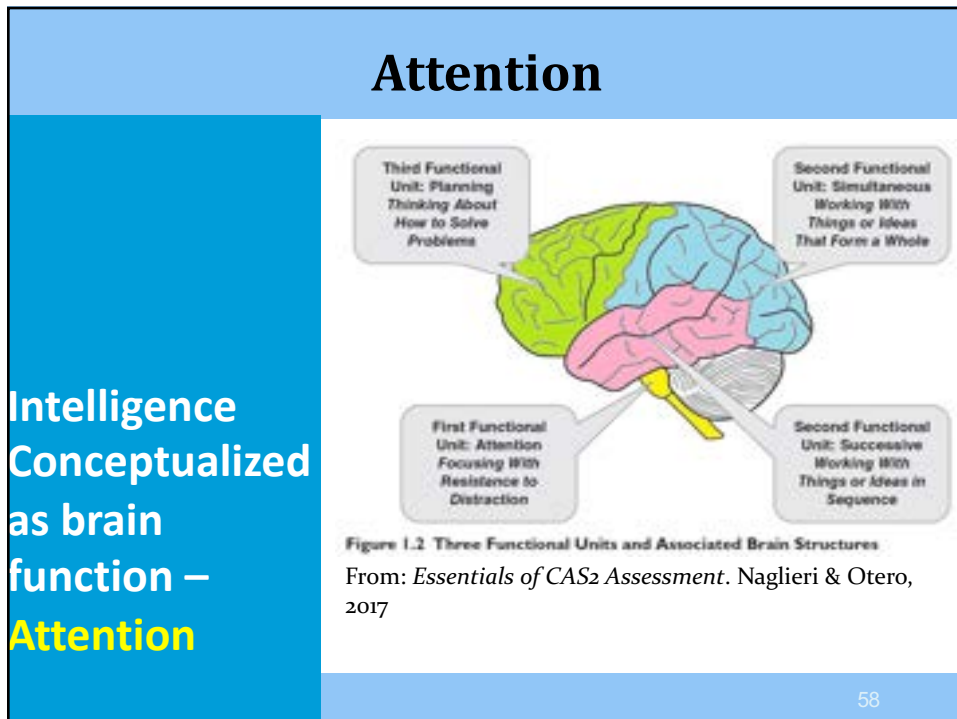 Attention
Intelligence
Conceptualized
as brain
function –
Attention
Third Functional
Unit: Planning
Thinking About
How to Solve
Problems
Second Functional
Unit: Simultaneous
Working With
Things or Ideas
That Form a Whole
First Functional
Unit: Attention
Focusing With
Resistance to
Distraction
Second Functional
Unit: Successive
Working With
Things or Ideas in
Sequence
Figure 1.2 Three Functional Units and Associated Brain Structures
From: Essentials of CAS2 Assessment. Naglieri & Otero,
2017
58